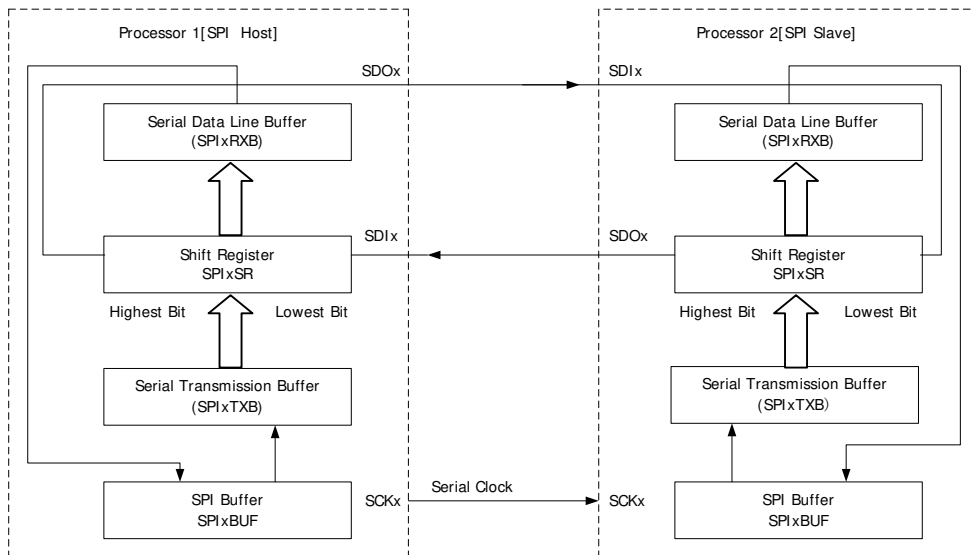 Processor 1[SPI Host]
SDOx
Serial Data Line Buffer
(SPIxRXB)
SDIx
Shift Register
SPIxSR
Highest Bit
Lowest Bit
Serial Transmission Buffer
(SPIxTXB)
SPI Buffer
SPIxBUF
SCKx
Serial Clock
Processor 2[SPI Slave]
SDIx
Serial Data Line Buffer
(SPIxRXB)
SDOx
Shift Register
SPIxSR
Highest Bit
Lowest Bit
Serial Transmission Buffer
(SPIxTXB)
SCKx
SPI Buffer
SPIxBUF